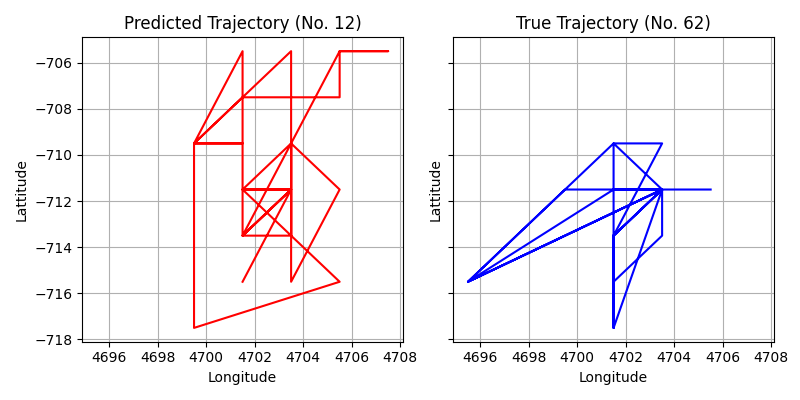 Predicted Trajectory (No. 12)
True Trajectory (No. 62)
−706
−708
−710
−712
−714
−716
−718
Lattitude
Lattitude
4696 4698 4700 4702 4704 4706 4708
4696 4698 4700 4702 4704 4706 4708
Longitude
Longitude